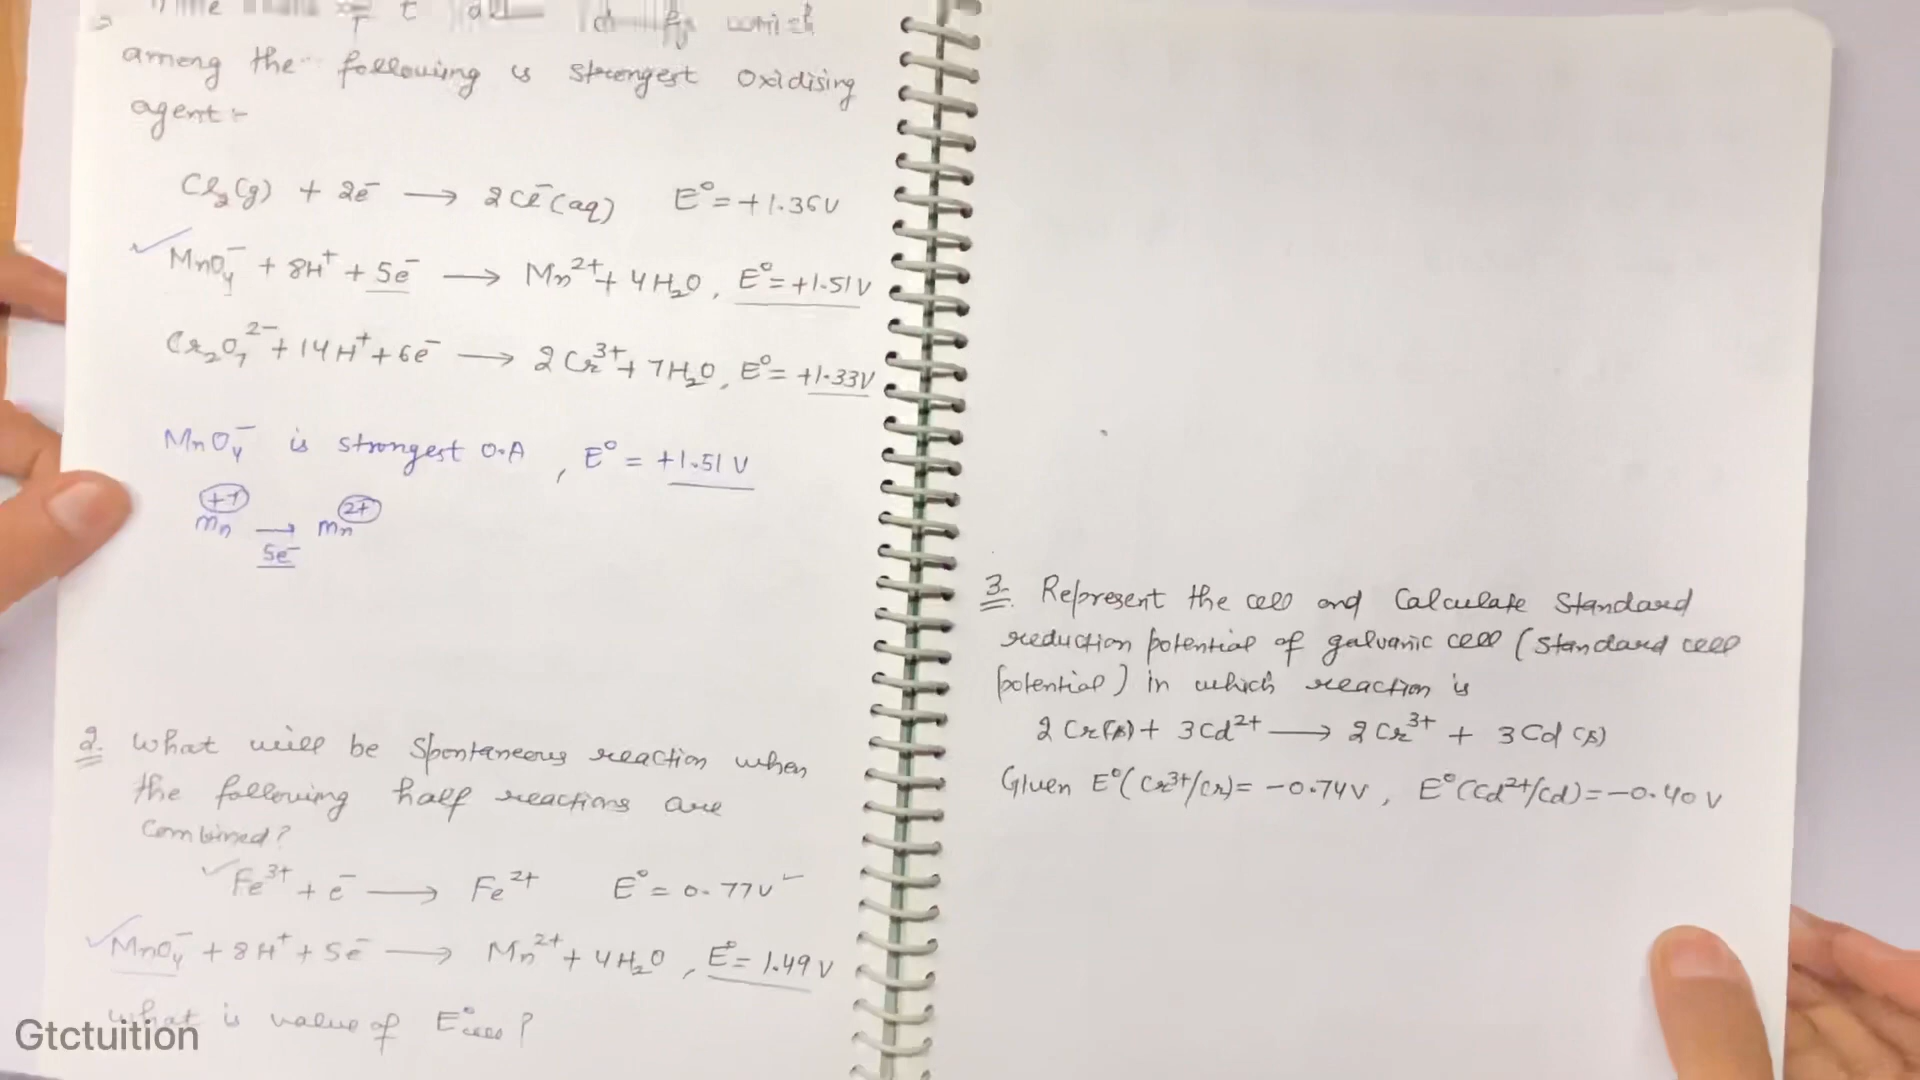 among the following is strongest oxidising
agent:-
Cl₂(g) + 2e⁻ ⟶ 2Cl⁻(aq) E° = +1.36V
✓MnO₄⁻ + 8H⁺ + 5e⁻ ⟶ Mn²⁺ + 4H₂O, E° = +1.51V
Cr₂O₇²⁻ + 14H⁺ + 6e⁻ ⟶ 2Cr³⁺ + 7H₂O, E° = +1.33V
MnO₄⁻ is strongest O.A, E° = +1.51 V
+7 2+
Mn ⟶ Mn
5e⁻
2. What will be Spontaneous reaction when
the following half reactions are
combined?
✓Fe³⁺ + e⁻ ⟶ Fe²⁺ E° = 0.77V
✓MnO₄⁻ + 8H⁺ + 5e⁻ ⟶ Mn²⁺ + 4H₂O, E° = 1.49V
what is value of E°cell?
3. Represent the cell and Calculate Standard
reduction potential of galvanic cell (Standard cell
potential) in which reaction is
2Cr(s) + 3Cd²⁺ ⟶ 2Cr³⁺ + 3Cd(s)
Given E°(Cr³⁺/Cr) = -0.74V, E°(Cd²⁺/Cd) = -0.40V
Gtctuition